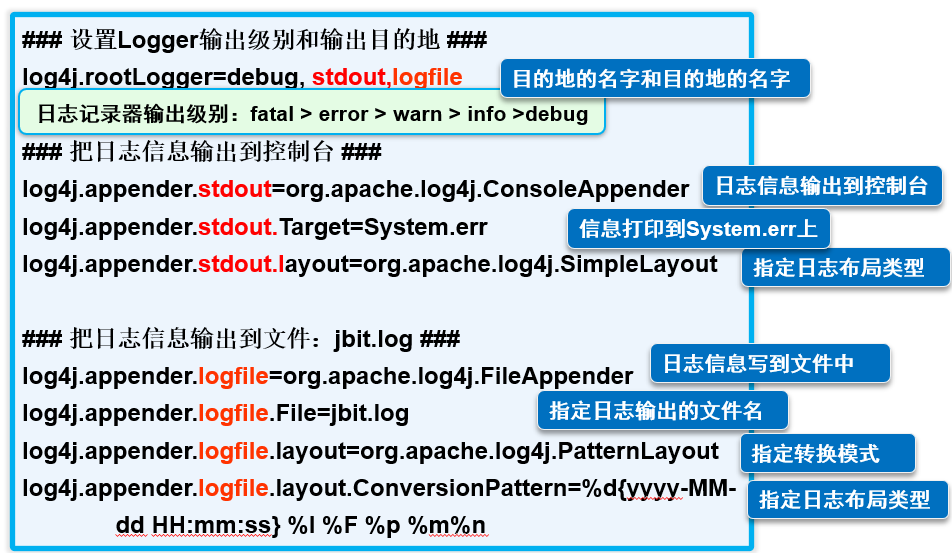 ### 设置Logger输出级别和输出目的地 ###
log4j.rootLogger=debug, stdout,logfile
目的地的名字和目的地的名字
日志记录器输出级别：fatal > error > warn > info >debug
### 把日志信息输出到控制台 ###
log4j.appender.stdout=org.apache.log4j.ConsoleAppender
日志信息输出到控制台
log4j.appender.stdout.Target=System.err
信息打印到System.err上
log4j.appender.stdout.layout=org.apache.log4j.SimpleLayout
指定日志布局类型
### 把日志信息输出到文件：jbit.log ###
log4j.appender.logfile=org.apache.log4j.FileAppender
日志信息写到文件中
log4j.appender.logfile.File=jbit.log
指定日志输出的文件名
log4j.appender.logfile.layout=org.apache.log4j.PatternLayout
指定转换模式
log4j.appender.logfile.layout.ConversionPattern=%d{yyyy-MM-
dd HH:mm:ss} %l %F %p %m%n
指定日志布局类型